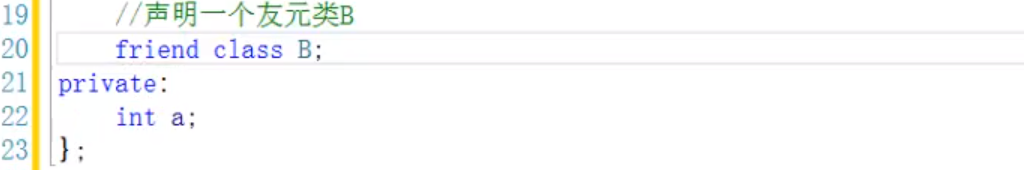 19 //声明一个友元类B
20 friend class B;
21 private:
22 int a;
23 };